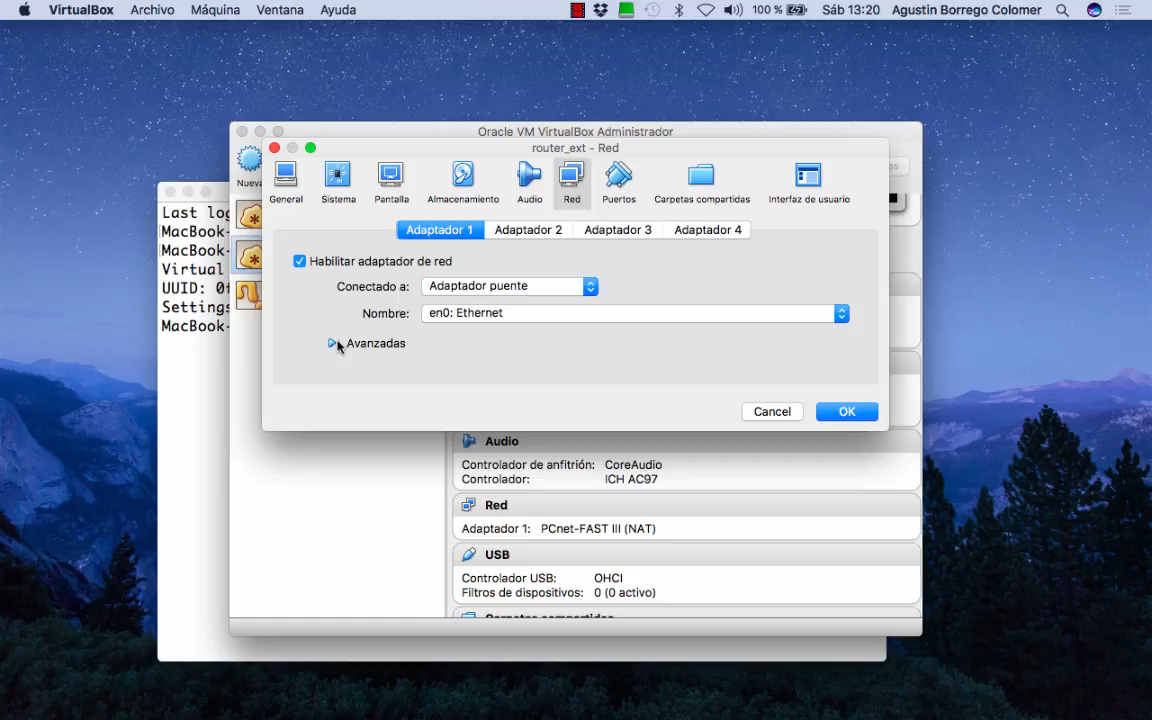 VirtualBox Archivo Máquina Ventana Ayuda 100 % Sáb 13:20 Agustin Borrego Colomer
Oracle VM VirtualBox Administrador
router_ext - Red
Nueva
General Sistema Pantalla Almacenamiento Audio Red Puertos Carpetas compartidas Interfaz de usuario
Last log
MacBook-
MacBook-
Virtual
UUID: 0f
Settings
MacBook-
Adaptador 1 Adaptador 2 Adaptador 3 Adaptador 4
Habilitar adaptador de red
Conectado a: Adaptador puente
Nombre: en0: Ethernet
Avanzadas
Cancel OK
Audio
Controlador de anfitrión: CoreAudio
Controlador: ICH AC97
Red
Adaptador 1: PCnet-FAST III (NAT)
USB
Controlador USB: OHCI
Filtros de dispositivos: 0 (0 activo)
Carpetas compartidas